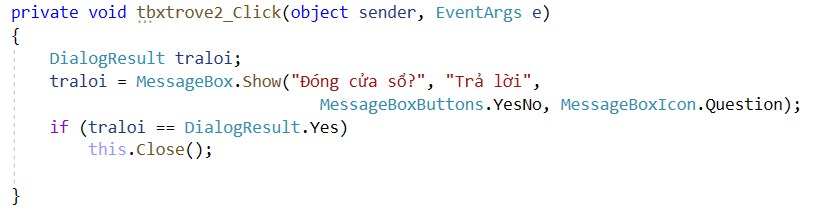 private void tbxtrove2_Click(object sender, EventArgs e)
{
DialogResult traloi;
traloi = MessageBox.Show("Đóng cửa sổ?", "Trả lời",
MessageBoxButtons.YesNo, MessageBoxIcon.Question);
if (traloi == DialogResult.Yes)
this.Close();
}